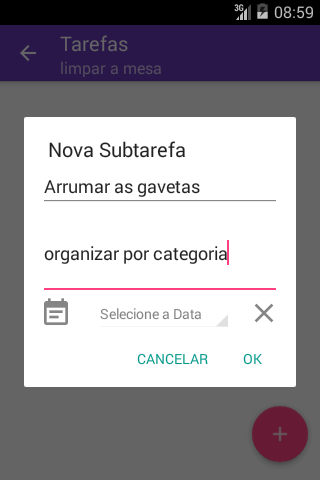 3G 08:59
Tarefas
limpar a mesa
Nova Subtarefa
Arrumar as gavetas
organizar por categoria
Selecione a Data
CANCELAR OK